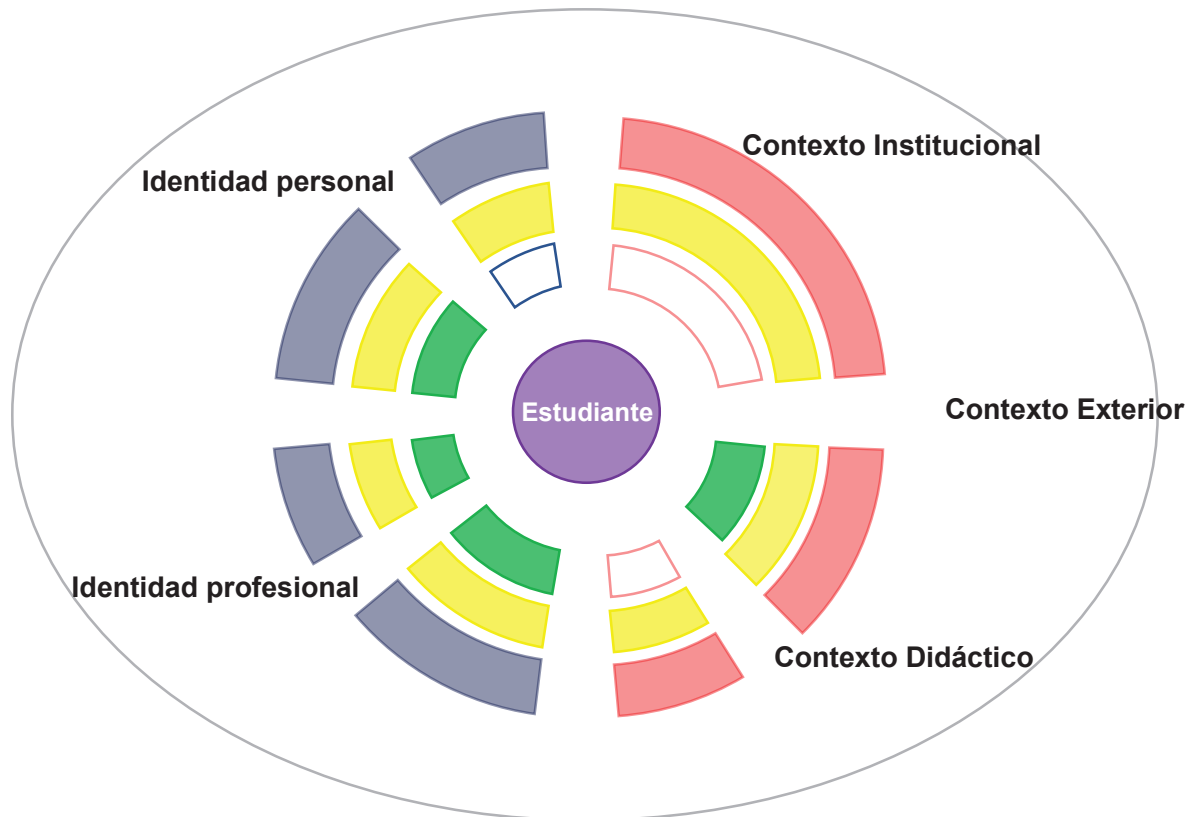 Contexto Institucional
Identidad personal
Estudiante
Contexto Exterior
Identidad profesional
Contexto Didáctico